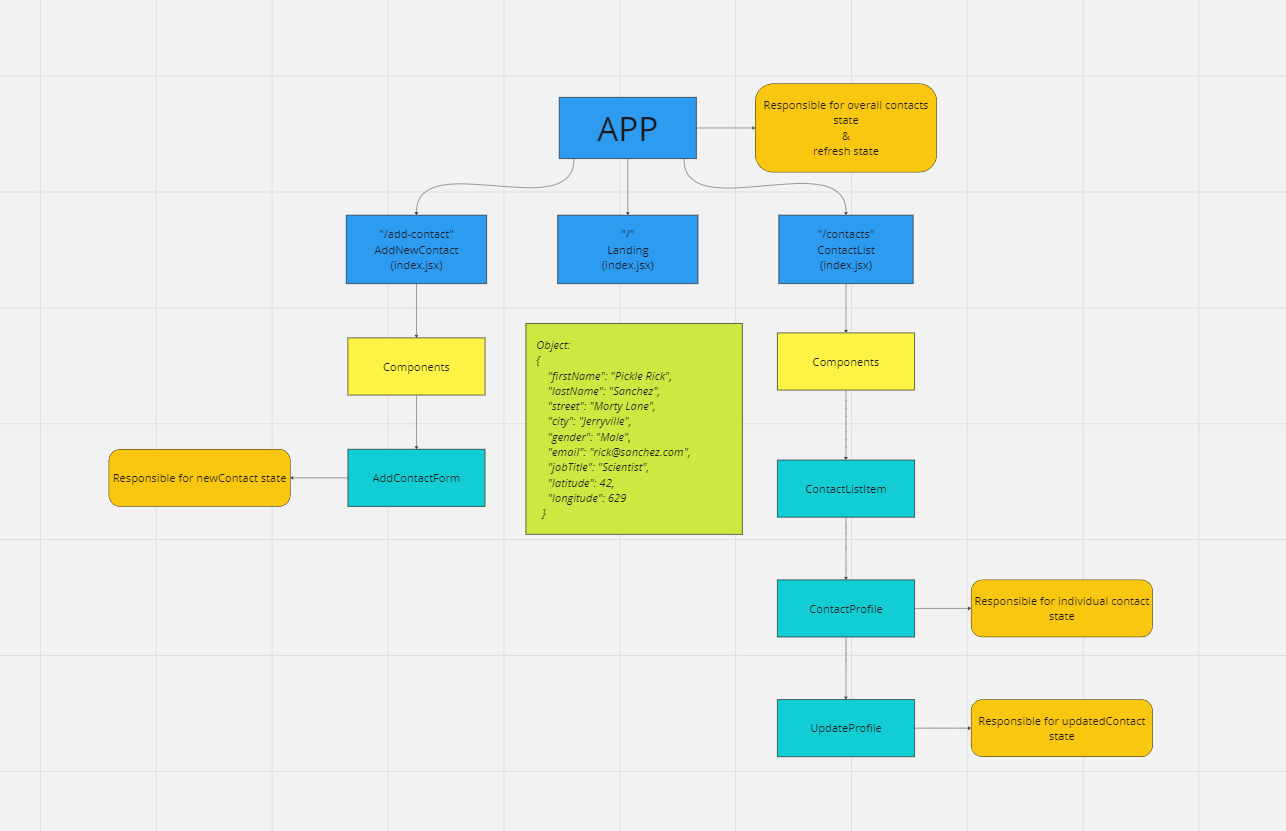 APP
Responsible for overall contacts
state
&
refresh state
"/add-contact"
AddNewContact
(index.jsx)
"/"
Landing
(index.jsx)
"/contacts"
ContactList
(index.jsx)
Components
Object:
{
"firstName": "Pickle Rick",
"lastName": "Sanchez",
"street": "Morty Lane",
"city": "Jerryville",
"gender": "Male",
"email": "rick@sanchez.com",
"jobTitle": "Scientist",
"latitude": 42,
"longitude": 629
}
Components
Responsible for newContact state
AddContactForm
ContactListItem
ContactProfile
Responsible for individual contact
state
UpdateProfile
Responsible for updatedContact
state